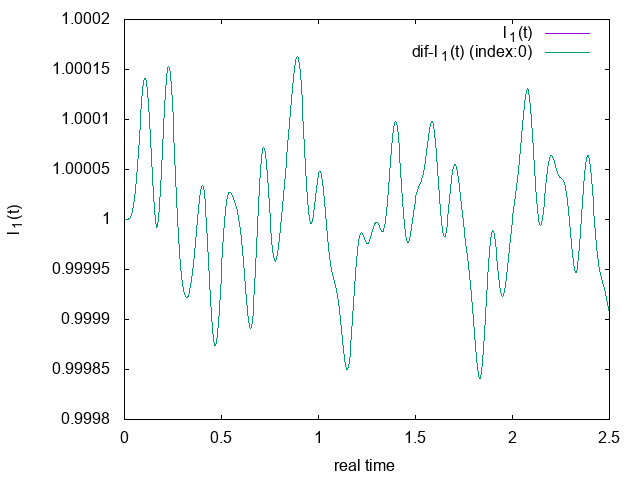 1.0002
1.00015
1.0001
1.00005
1
0.99995
0.9999
0.99985
0.9998
0 0.5 1 1.5 2 2.5
real time
I1(t)
I1(t)
dif-I1(t) (index:0)